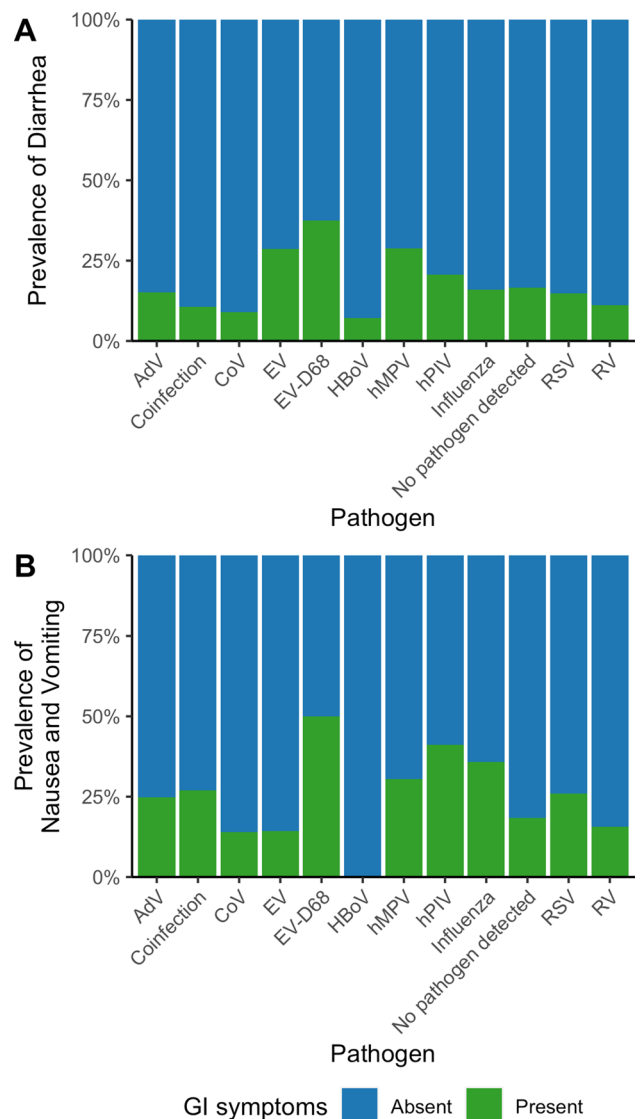 A
Prevalence of Diarrhea
100%
75%
50%
25%
0%
AdV
Coinfection
CoV
EV
EV-D68
HBoV
hMPV
hPIV
Influenza
No pathogen detected
RSV
RV
Pathogen
B
Prevalence of
Nausea and Vomiting
100%
75%
50%
25%
0%
AdV
Coinfection
CoV
EV
EV-D68
HBoV
hMPV
hPIV
Influenza
No pathogen detected
RSV
RV
Pathogen
GI symptoms Absent Present